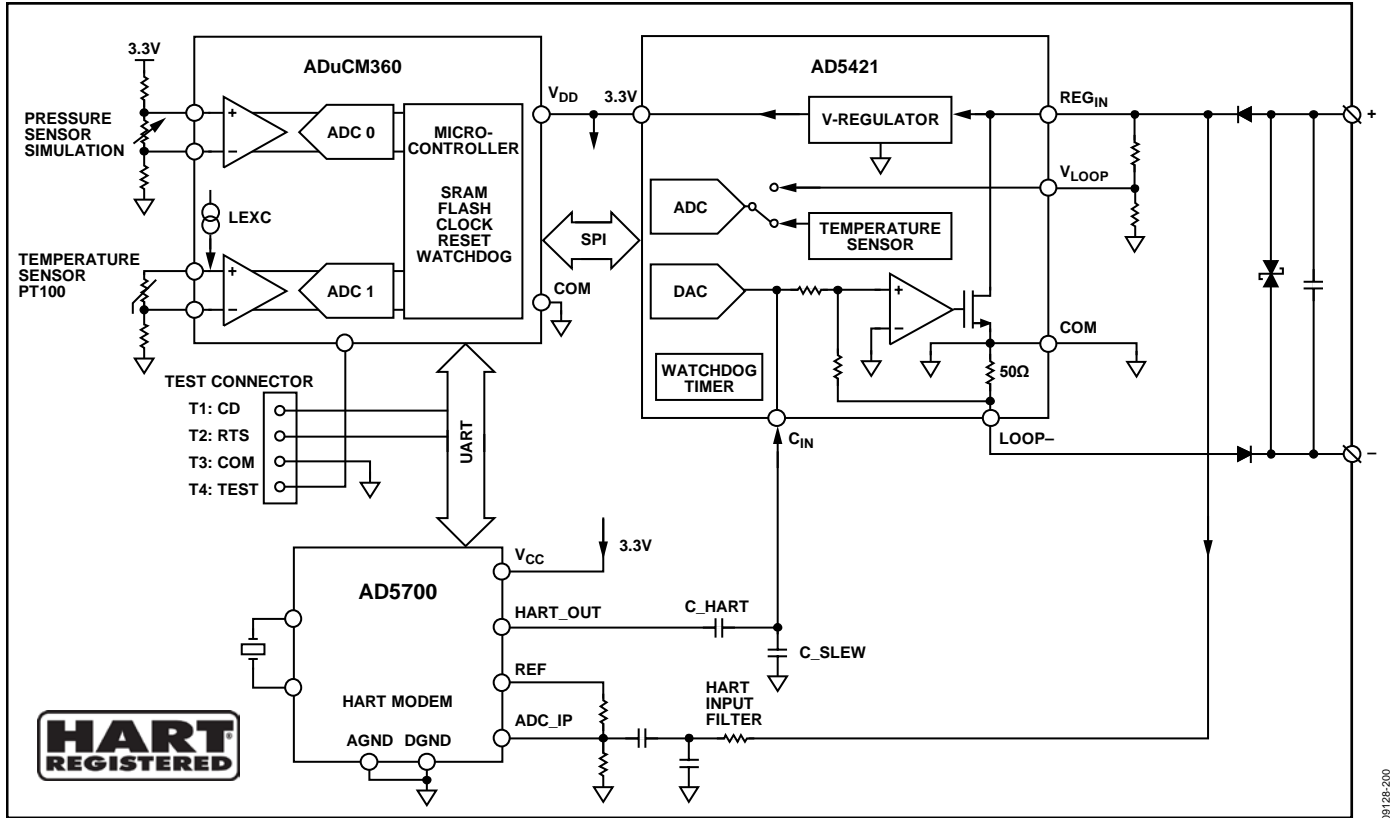 3.3V
ADuCM360
AD5421
PRESSURE
SENSOR
SIMULATION
+
–
ADC 0
MICRO-
CONTROLLER
SRAM
FLASH
CLOCK
RESET
WATCHDOG
VDD
3.3V
V-REGULATOR
REGIN
+
VLOOP
ADC
TEMPERATURE
SENSOR
LEXC
SPI
TEMPERATURE
SENSOR
PT100
+
–
ADC 1
COM
DAC
+
–
COM
50Ω
WATCHDOG
TIMER
CIN
LOOP–
–
TEST CONNECTOR
T1: CD
T2: RTS
T3: COM
T4: TEST
UART
AD5700
VCC
3.3V
HART_OUT
C_HART
C_SLEW
REF
HART
INPUT
FILTER
HART MODEM
ADC_IP
AGND DGND
HART®
REGISTERED
09128-200